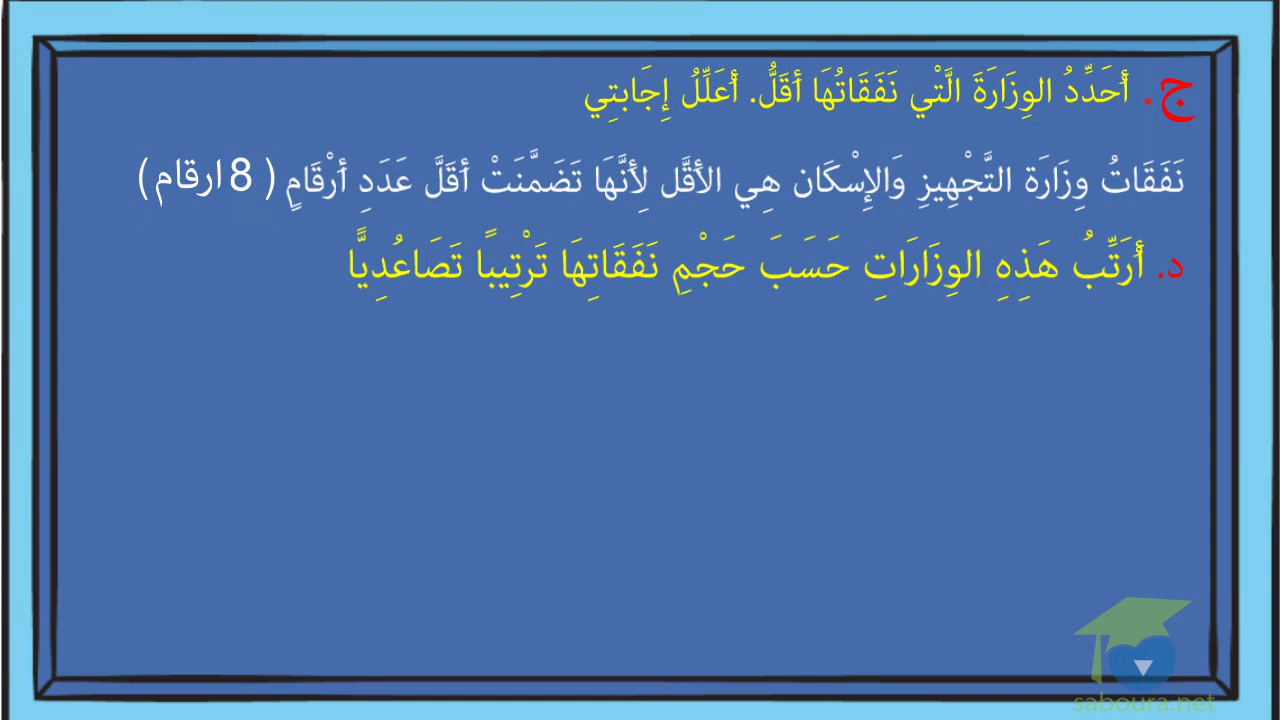 ج. أُحَدِّدُ الوِزَارَةَ الَّتْي نَفَقَاتُهَا أَقَلُّ. أُعَلِّلُ إِجَابتِي
نَفَقَاتُ وِزَارَة التَّجْهِيزِ وَالإِسْكَان هِي الأَقَّل لِأَنَّهَا تَضَمَّنَتْ أَقَلَّ عَدَدِ أَرْقَامٍ ( 8 ارقام)
د. أُرَتِّبُ هَذِهِ الوِزَارَاتِ حَسَبَ حَجْمِ نَفَقَاتِهَا تَرْتِيبًا تَصَاعُدِيًّا
saboura.net